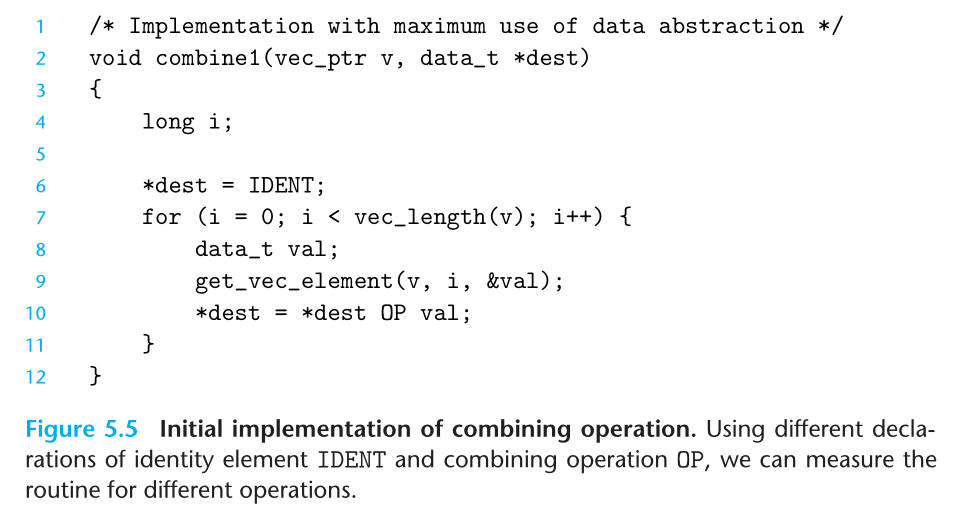 1 /* Implementation with maximum use of data abstraction */
2 void combine1(vec_ptr v, data_t *dest)
3 {
4     long i;
5
6     *dest = IDENT;
7     for (i = 0; i < vec_length(v); i++) {
8         data_t val;
9         get_vec_element(v, i, &val);
10         *dest = *dest OP val;
11     }
12 }
Figure 5.5 Initial implementation of combining operation. Using different decla-
rations of identity element IDENT and combining operation OP, we can measure the
routine for different operations.